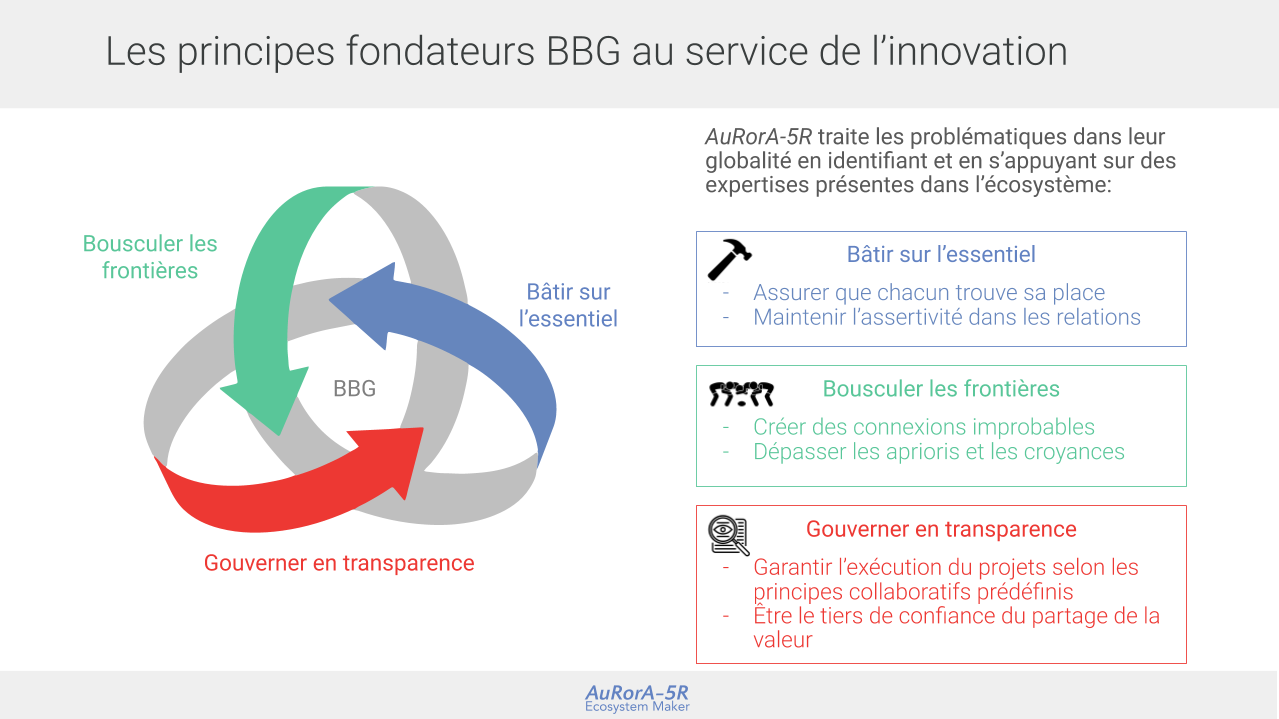 Les principes fondateurs BBG au service de l’innovation
AuRorA-5R traite les problématiques dans leur
globalité en identifiant et en s’appuyant sur des
expertises présentes dans l’écosystème:
Bousculer les
frontières
Bâtir sur
l’essentiel
BBG
Gouverner en transparence
Bâtir sur l’essentiel
- Assurer que chacun trouve sa place
- Maintenir l’assertivité dans les relations
Bousculer les frontières
- Créer des connexions improbables
- Dépasser les aprioris et les croyances
Gouverner en transparence
- Garantir l’exécution du projets selon les
principes collaboratifs prédéfinis
- Être le tiers de confiance du partage de la
valeur
AuRorA-5R
Ecosystem Maker